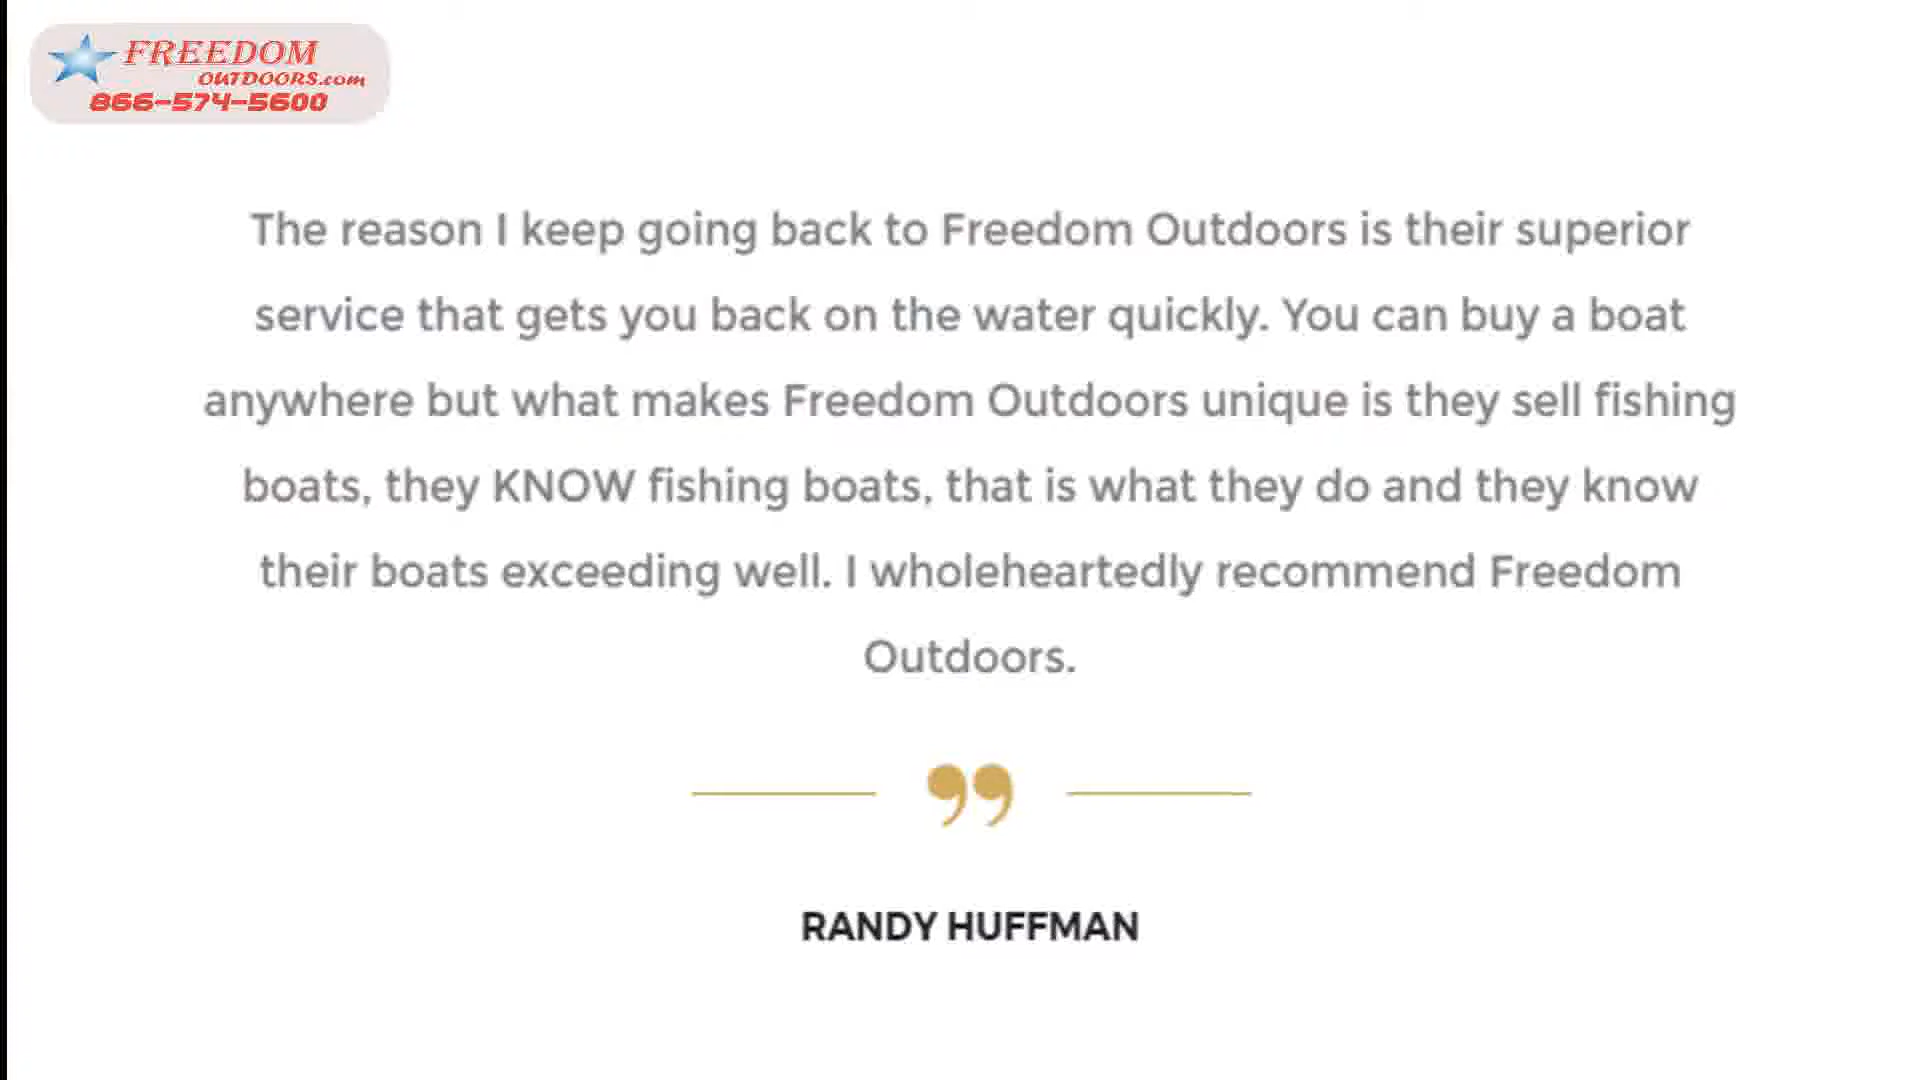 FREEDOM
OUTDOORS.com
866-574-5600
The reason I keep going back to Freedom Outdoors is their superior
service that gets you back on the water quickly. You can buy a boat
anywhere but what makes Freedom Outdoors unique is they sell fishing
boats, they KNOW fishing boats, that is what they do and they know
their boats exceeding well. I wholeheartedly recommend Freedom
Outdoors.
”
RANDY HUFFMAN